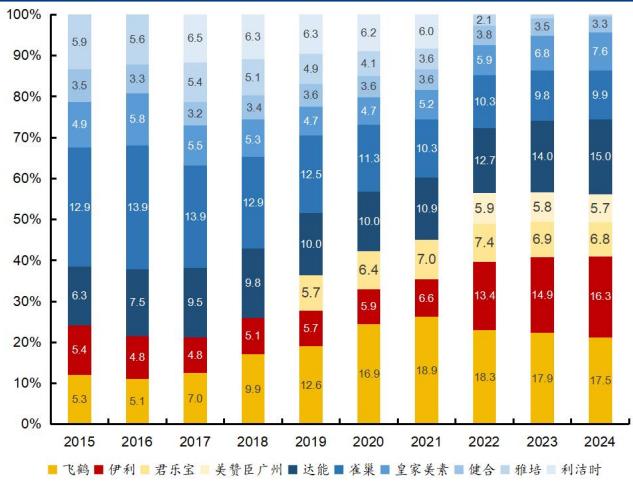 100%
5.9 5.6 6.5 6.3 6.3 6.2 6.0 2.1 3.5 3.3
90%
3.5 3.3 5.4 5.1 4.9 4.1 3.6 3.8 6.8 7.6
80%
4.9 5.8 3.2 3.4 3.6 3.6 3.6 5.9 9.8 9.9
70%
12.9 13.9 5.5 5.3 4.7 4.7 5.2 10.3 14.0 15.0
60%
6.3 7.5 13.9 12.9 12.5 11.3 10.3 12.7 5.8 5.7
50%
5.4 4.8 9.5 9.8 10.0 10.0 10.9 5.9 6.9 6.8
40%
5.3 5.1 4.8 5.1 5.7 6.4 7.0 7.4 14.9 16.3
30%
7.0 9.9 5.7 5.9 6.6 13.4 17.9 17.5
20%
12.6 16.9 18.9 18.3
10%
0%
2015 2016 2017 2018 2019 2020 2021 2022 2023 2024
飞鹤 伊利 君乐宝 美赞臣广州 达能 雀巢 皇家美素 健合 雅培 利洁时